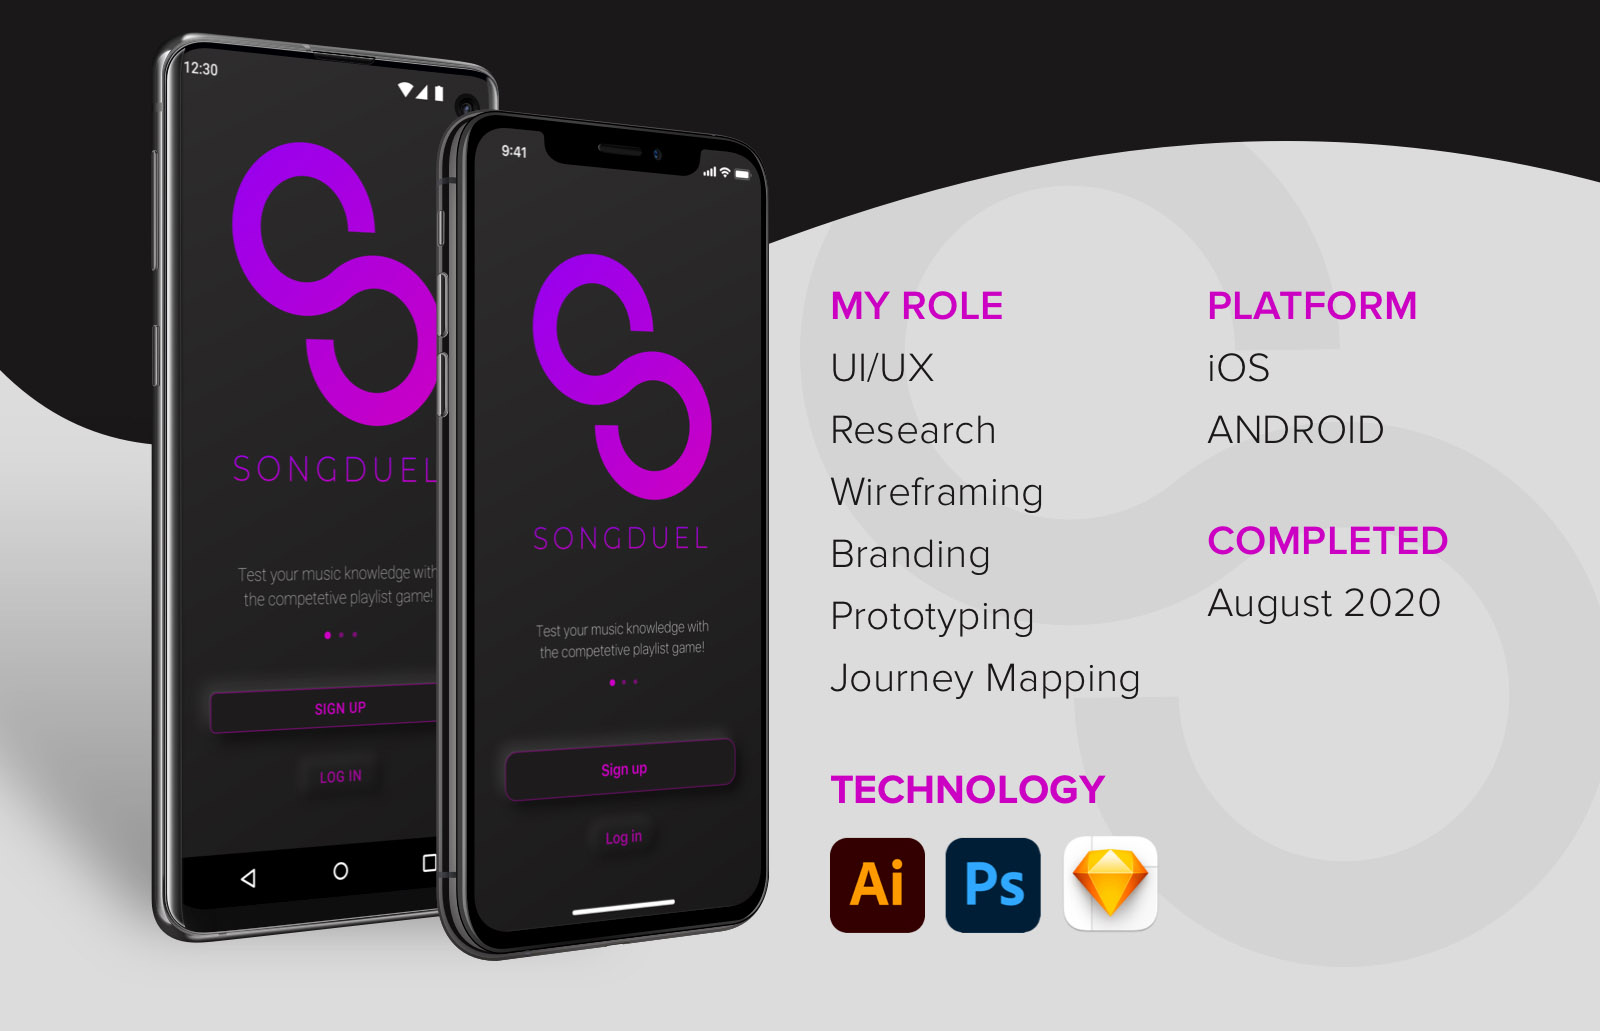 12:30
SONGDUEL
Test your music knowledge with
the competetive playlist game!
SIGN UP
LOG IN
9:41
SONGDUEL
Test your music knowledge with
the competetive playlist game!
Sign up
Log in
MY ROLE
UI/UX
Research
Wireframing
Branding
Prototyping
Journey Mapping
PLATFORM
iOS
ANDROID
COMPLETED
August 2020
TECHNOLOGY
Ai
Ps